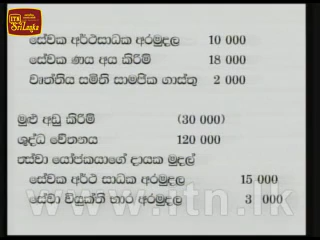 itn
SriLanka
සේවක අර්ථසාධක අරමුදල 10 000
සේවක ණය අය කිරීම් 18 000
වෘත්තීය සමිති සාමාජික ගාස්තු 2 000
මුළු අඩු කිරීම් (30 000)
ශුද්ධ වේතනය 120 000
සේවා යෝජකයාගේ දායක මුදල්
සේවක අර්ථ සාධක අරමුදල 15 000
සේවා වියුක්ති භාර අරමුදල 3 000
www.itn.lk